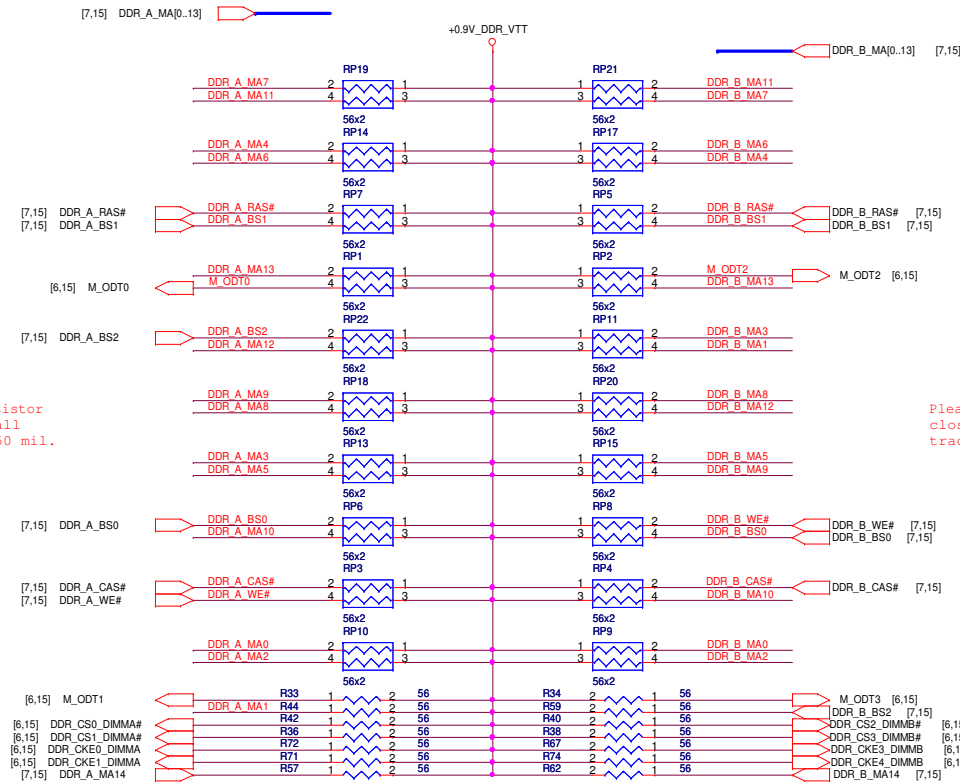 [7,15] DDR_A_MA[0..13]
+0.9V_DDR_VTT
DDR_B_MA[0..13] [7,15]
RP19 RP21
DDR_A_MA7 2 1 1 2 DDR_B_MA11
DDR_A_MA11 4 3 3 4 DDR_B_MA7
56x2 56x2
RP14 RP17
DDR_A_MA4 2 1 1 2 DDR_B_MA6
DDR_A_MA6 4 3 3 4 DDR_B_MA4
56x2 56x2
RP7 RP5
[7,15] DDR_A_RAS# DDR_A_RAS# 2 1 1 2 DDR_B_RAS# DDR_B_RAS# [7,15]
[7,15] DDR_A_BS1 DDR_A_BS1 4 3 3 4 DDR_B_BS1 DDR_B_BS1 [7,15]
56x2 56x2
RP1 RP2
DDR_A_MA13 2 1 1 2 M_ODT2 M_ODT2 [6,15]
[6,15] M_ODT0 M_ODT0 4 3 3 4 DDR_B_MA13
56x2 56x2
RP22 RP11
[7,15] DDR_A_BS2 DDR_A_BS2 2 1 1 2 DDR_B_MA3
DDR_A_MA12 4 3 3 4 DDR_B_MA1
56x2 56x2
RP18 RP20
DDR_A_MA9 2 1 1 2 DDR_B_MA8
DDR_A_MA8 4 3 3 4 DDR_B_MA12
istor
all
50 mil.
Plea
clos
trac
56x2 56x2
RP13 RP15
DDR_A_MA3 2 1 1 2 DDR_B_MA5
DDR_A_MA5 4 3 3 4 DDR_B_MA9
56x2 56x2
RP6 RP8
[7,15] DDR_A_BS0 DDR_A_BS0 2 1 1 2 DDR_B_WE# DDR_B_WE# [7,15]
DDR_A_MA10 4 3 3 4 DDR_B_BS0 DDR_B_BS0 [7,15]
56x2 56x2
RP3 RP4
[7,15] DDR_A_CAS# DDR_A_CAS# 2 1 1 2 DDR_B_CAS# DDR_B_CAS# [7,15]
[7,15] DDR_A_WE# DDR_A_WE# 4 3 3 4 DDR_B_MA10
56x2 56x2
RP10 RP9
DDR_A_MA0 2 1 1 2 DDR_B_MA0
DDR_A_MA2 4 3 3 4 DDR_B_MA2
56x2 56x2
[6,15] M_ODT1 R33 1 2 56 R34 2 1 56 M_ODT3 [6,15]
DDR_A_MA1 R44 1 2 56 R59 2 1 56 DDR_B_BS2 [7,15]
[6,15] DDR_CS0_DIMMA# R42 1 2 56 R40 2 1 56 DDR_CS2_DIMMB# [6,15
[6,15] DDR_CS1_DIMMA# R36 1 2 56 R38 2 1 56 DDR_CS3_DIMMB# [6,15
[6,15] DDR_CKE0_DIMMA R72 1 2 56 R67 2 1 56 DDR_CKE3_DIMMB [6,15
[6,15] DDR_CKE1_DIMMA R71 1 2 56 R74 2 1 56 DDR_CKE4_DIMMB [6,1
[7,15] DDR_A_MA14 R57 1 2 56 R62 2 1 56 DDR_B_MA14 [7,15]